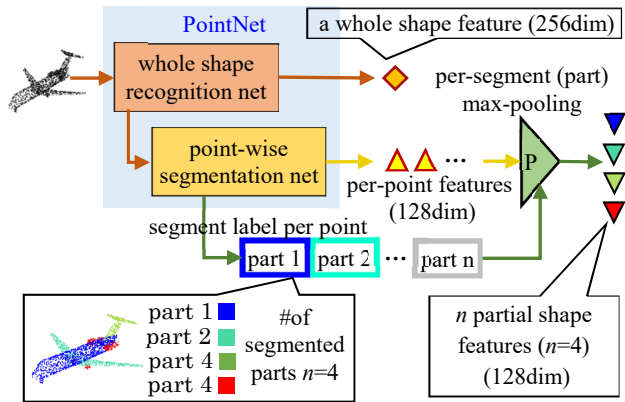 PointNet
a whole shape feature (256dim)
whole shape
recognition net
per-segment (part)
max-pooling
point-wise
segmentation net
...
P
per-point features
(128dim)
segment label per point
part 1
part 2
...
part n
part 1
part 2
part 4
part 4
#of
segmented
parts n=4
n partial shape
features (n=4)
(128dim)